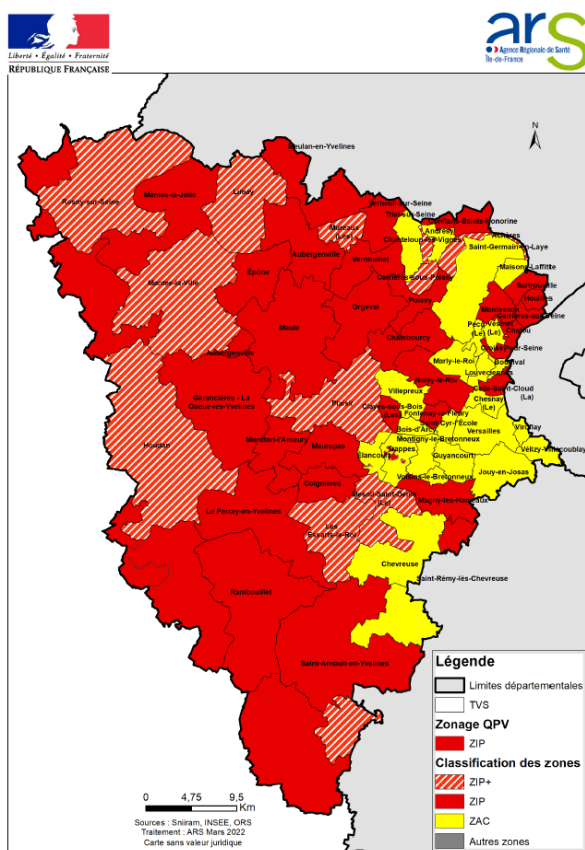 Liberté • Égalité • Fraternité
RÉPUBLIQUE FRANÇAISE
ars
Agence Régionale de Santé
Île-de-France
N
Meulan-en-Yvelines
Rosny-sur-Seine
Mantes-la-Jolie
Limay
Verneuil-sur-Seine
Triel-sur-Seine
Conflans-Sainte-Honorine
Andrésy
Achères
Mureaux
(Les)
Chanteloup-les-Vignes
Saint-Germain-en-Laye
Aubergenville
Vernouillet
Maisons-Laffitte
Mantes-la-Ville
Épône
Carrières-sous-Poissy
Sartrouville
Orgeval
Poissy
Houilles
Montesson
Carrières-sur-Seine
Maule
Chambourcy
Pecq
(Le)
Vésinet
(Le)
Chatou
Croissy-sur-Seine
Aubergenville
Marly-le-Roi
Bougival
Louveciennes
Noisy-le-Roi
Celle-Saint-Cloud
(La)
Garancières - La
Queue-les-Yvelines
Plaisir
Villepreux
Chesnay
(Le)
Clayes-sous-Bois
(Les)
Fontenay-le-Fleury
Saint-Cyr-l'École
Bois-d'Arcy
Versailles
Viroflay
Houdan
Montfort-l'Amaury
Maurepas
Montigny-le-Bretonneux
Trappes
Élancourt
Guyancourt
Vélizy-Villacoublay
Voisins-le-Bretonneux
Jouy-en-Josas
Coignières
Mesnil-Saint-Denis
(Le)
Magny-les-Hameaux
Le Perray-en-Yvelines
Les
Essarts-le-Roi
Chevreuse
Saint-Rémy-lès-Chevreuse
Rambouillet
Saint-Arnoult-en-Yvelines
Légende
Limites départementales
TVS
Zonage QPV
ZIP
Classification des zones
ZIP+
ZIP
ZAC
Autres zones
0 4,75 9,5
Km
Sources : Sniiram, INSEE, ORS
Traitement : ARS Mars 2022
Carte sans valeur juridique